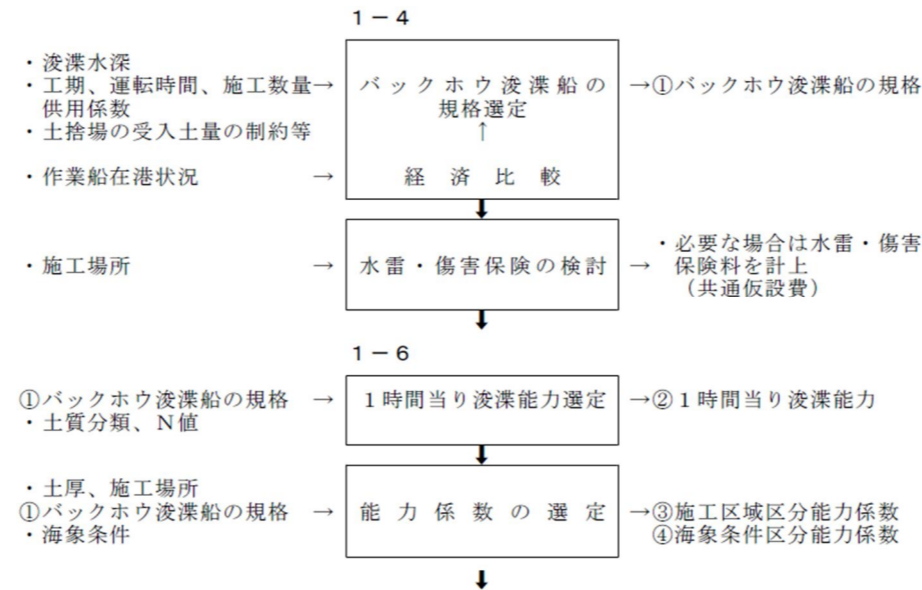 1－4
・浚渫水深
・工期、運転時間、施工数量→
供用係数
・土捨場の受入土量の制約等
・作業船在港状況 →
バックホウ浚渫船の
規格選定
↑
経済比較
→①バックホウ浚渫船の規格
⬇
・施工場所 →
水雷・傷害保険の検討
→
・必要な場合は水雷・傷害
保険料を計上
（共通仮設費）
⬇
1－6
①バックホウ浚渫船の規格 →
・土質分類、Ｎ値
１時間当り浚渫能力選定
→②１時間当り浚渫能力
⬇
・土厚、施工場所
①バックホウ浚渫船の規格 →
・海象条件
能力係数の選定
→③施工区域区分能力係数
④海象条件区分能力係数
⬇